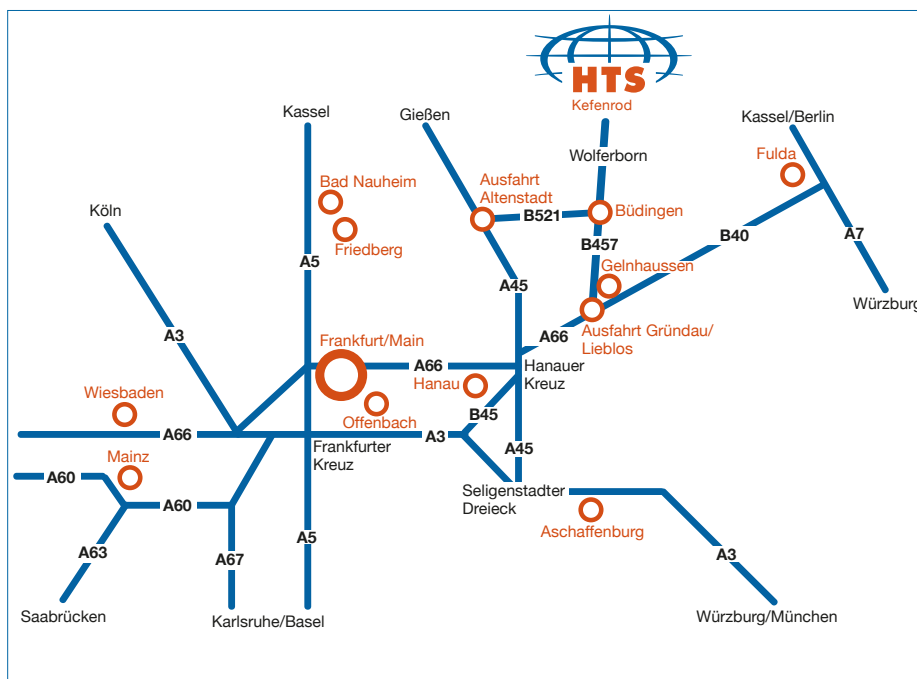 HTS
Kefenrod
Kassel
Gießen
Kassel/Berlin
Wolferborn
Fulda
Bad Nauheim
Ausfahrt
Altenstadt
Köln
B521
Büdingen
Friedberg
B457
B40
A7
A5
Gelnhaussen
A45
Würzburg
A3
Frankfurt/Main
A66
Ausfahrt Gründau/
Lieblos
A66
Hanauer
Kreuz
Wiesbaden
Hanau
Offenbach
B45
A66
A3
Frankfurter
Kreuz
A45
Mainz
A60
A60
Seligenstadter
Dreieck
Aschaffenburg
A5
A63
A67
A3
Saabrücken
Karlsruhe/Basel
Würzburg/München